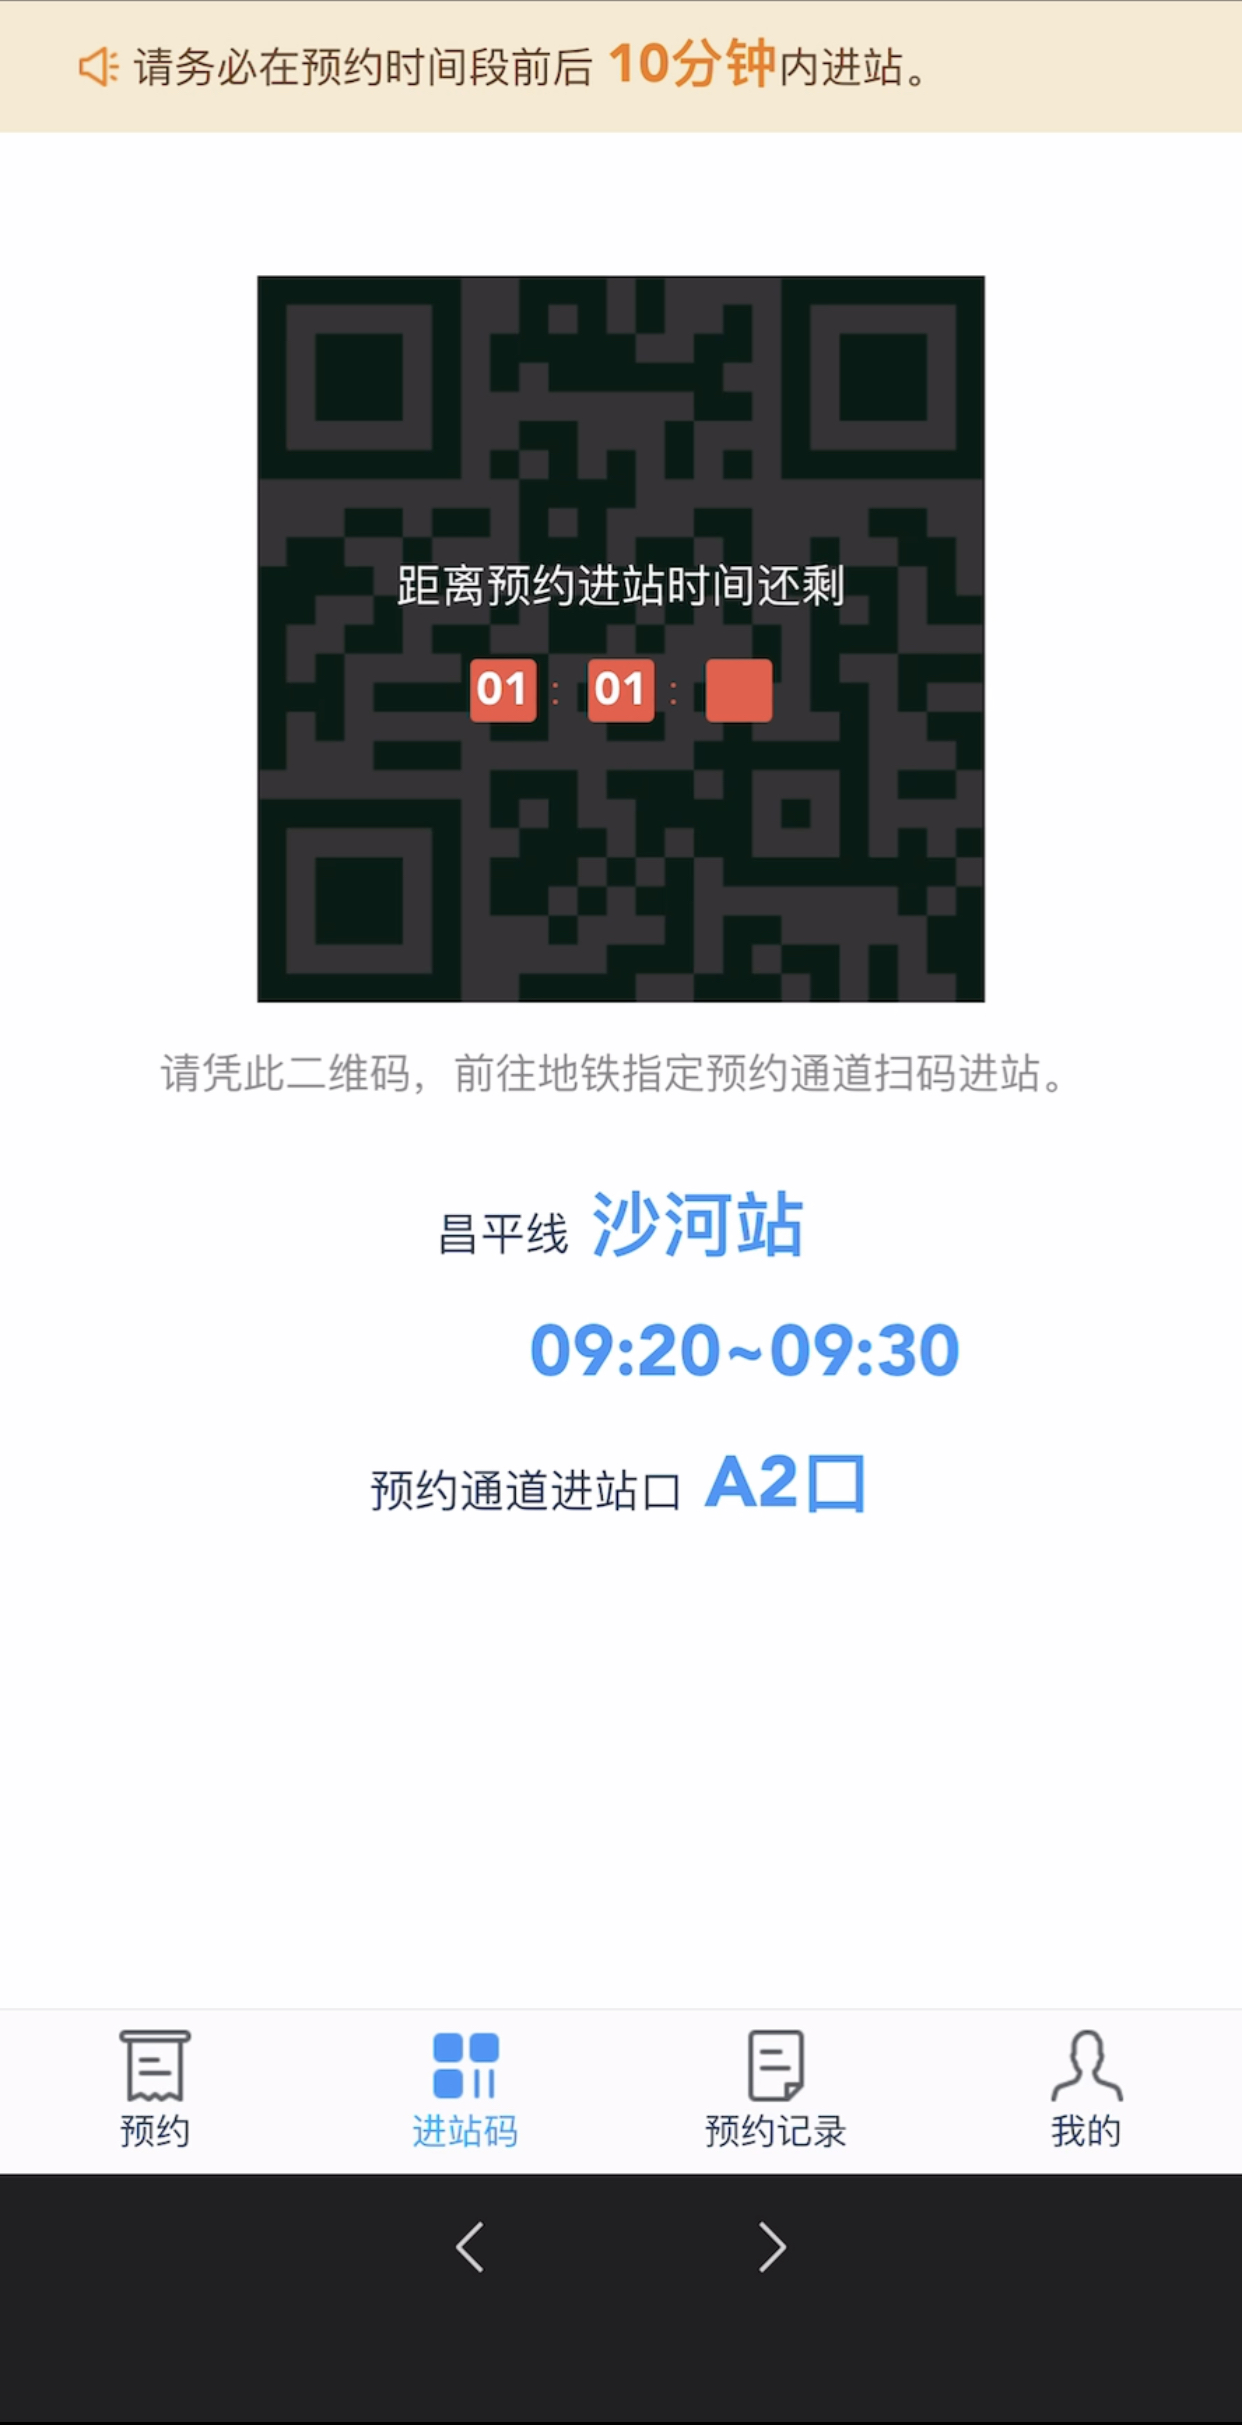 请务必在预约时间段前后 10分钟内进站。
距离预约进站时间还剩
01 : 01 :
请凭此二维码，前往地铁指定预约通道扫码进站。
昌平线 沙河站
09:20~09:30
预约通道进站口 A2口
预约 进站码 预约记录 我的